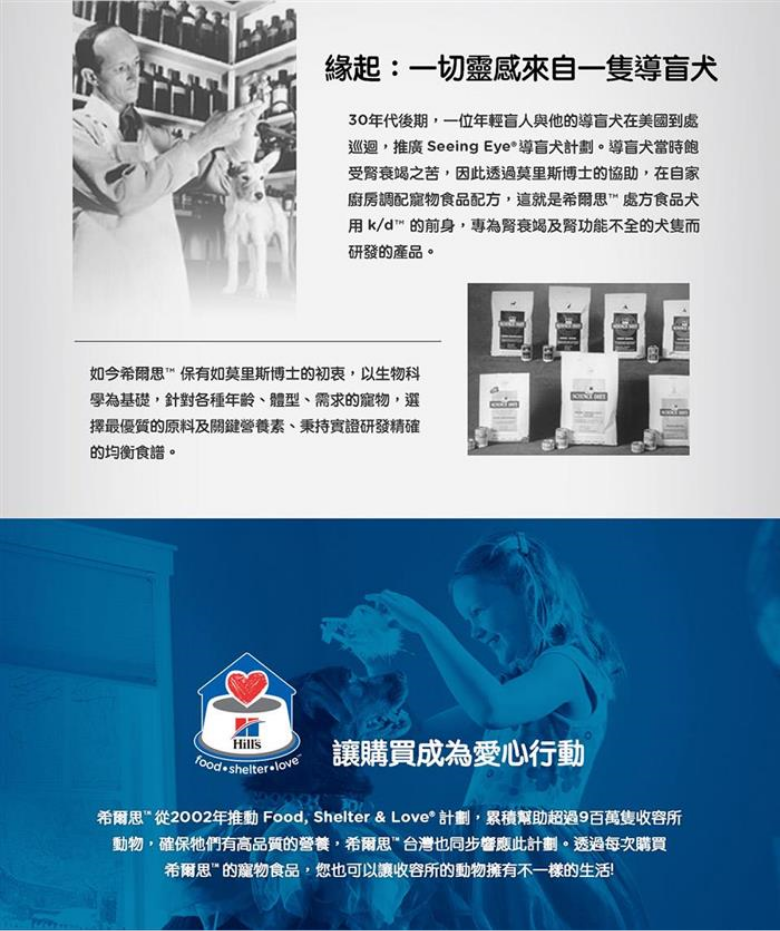 緣起：一切靈感來自一隻導盲犬
30年代後期，一位年輕盲人與他的導盲犬在美國到處
巡迴，推廣 Seeing Eye®導盲犬計劃。導盲犬當時飽
受腎衰竭之苦，因此透過莫里斯博士的協助，在自家
廚房調配寵物食品配方，這就是希爾思™ 處方食品犬
用 k/d™ 的前身，專為腎衰竭及腎功能不全的犬隻而
研發的產品。
SCIENCE DIET
如今希爾思™ 保有如莫里斯博士的初衷，以生物科
學為基礎，針對各種年齡、體型、需求的寵物，選
擇最優質的原料及關鍵營養素、秉持實證研發精確
的均衡食譜。
Hill's
food•shelter•love™
讓購買成為愛心行動
希爾思™ 從2002年推動 Food, Shelter & Love® 計劃，累積幫助超過9百萬隻收容所
動物，確保牠們有高品質的營養，希爾思™ 台灣也同步響應此計劃。透過每次購買
希爾思™ 的寵物食品，您也可以讓收容所的動物擁有不一樣的生活!